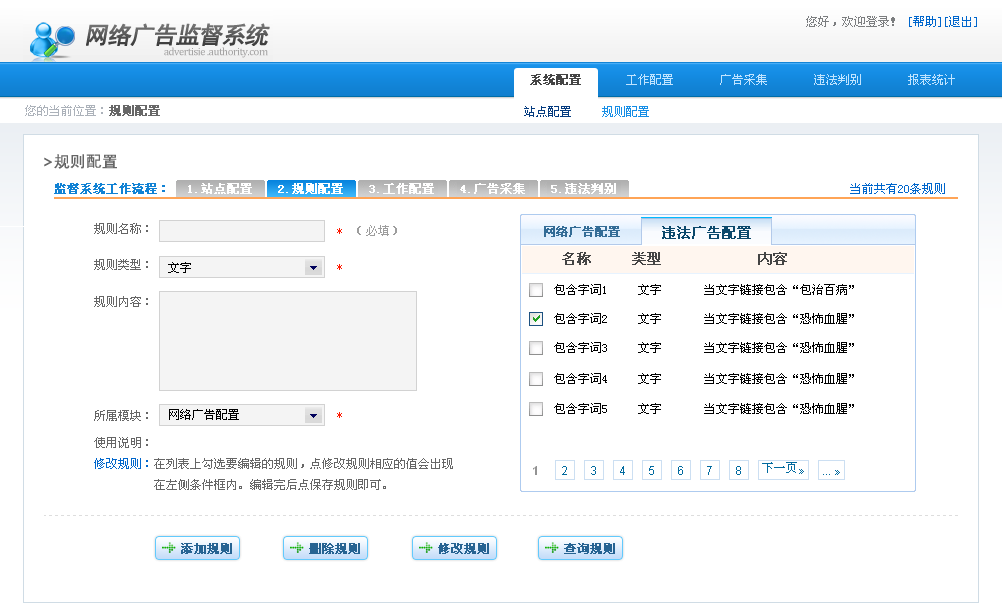 您好，欢迎登录！ [帮助][退出]
网络广告监督系统
advertisie.authority.com
系统配置 工作配置 广告采集 违法判别 报表统计
您的当前位置：规则配置 站点配置 规则配置
>规则配置
监督系统工作流程： 1.站点配置 2.规则配置 3.工作配置 4.广告采集 5.违法判别 当前共有20条规则
规则名称： * （必填）
规则类型： 文字 *
规则内容：
所属模块： 网络广告配置 *
使用说明：
修改规则：在列表上勾选要编辑的规则，点修改规则相应的值会出现
在左侧条件框内。编辑完后点保存规则即可。
网络广告配置 违法广告配置
名称 类型 内容
包含字词1 文字 当文字链接包含“包治百病”
包含字词2 文字 当文字链接包含“恐怖血腥”
包含字词3 文字 当文字链接包含“恐怖血腥”
包含字词4 文字 当文字链接包含“恐怖血腥”
包含字词5 文字 当文字链接包含“恐怖血腥”
1 2 3 4 5 6 7 8 下一页» ... »
添加规则 删除规则 修改规则 查询规则